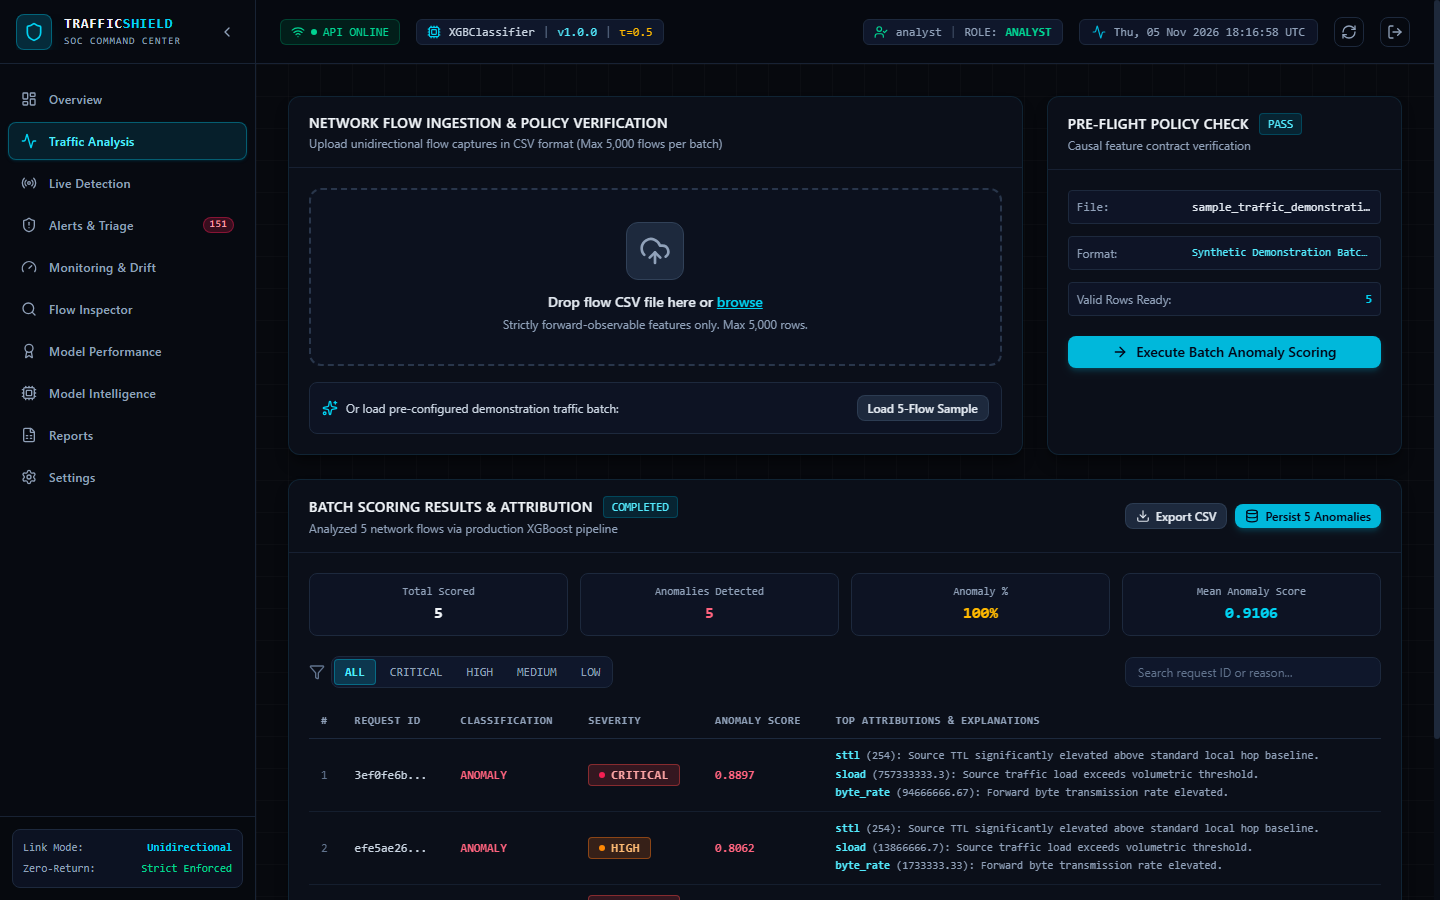 TRAFFICSHIELD
SOC COMMAND CENTER
API ONLINE
XGBClassifier | v1.0.0 | τ=0.5
analyst | ROLE: ANALYST
Thu, 05 Nov 2026 18:16:58 UTC
Overview
Traffic Analysis
Live Detection
Alerts & Triage
151
Monitoring & Drift
Flow Inspector
Model Performance
Model Intelligence
Reports
Settings
Link Mode: Unidirectional
Zero-Return: Strict Enforced
NETWORK FLOW INGESTION & POLICY VERIFICATION
Upload unidirectional flow captures in CSV format (Max 5,000 flows per batch)
Drop flow CSV file here or browse
Strictly forward-observable features only. Max 5,000 rows.
Or load pre-configured demonstration traffic batch:
Load 5-Flow Sample
PRE-FLIGHT POLICY CHECK PASS
Causal feature contract verification
File: sample_traffic_demonstrati…
Format: Synthetic Demonstration Batc…
Valid Rows Ready: 5
Execute Batch Anomaly Scoring
BATCH SCORING RESULTS & ATTRIBUTION COMPLETED
Analyzed 5 network flows via production XGBoost pipeline
Export CSV
Persist 5 Anomalies
Total Scored
5
Anomalies Detected
5
Anomaly %
100%
Mean Anomaly Score
0.9106
ALL CRITICAL HIGH MEDIUM LOW
Search request ID or reason...
# REQUEST ID CLASSIFICATION SEVERITY ANOMALY SCORE TOP ATTRIBUTIONS & EXPLANATIONS
1 3ef0fe6b... ANOMALY CRITICAL 0.8897
sttl (254): Source TTL significantly elevated above standard local hop baseline.
sload (757333333.3): Source traffic load exceeds volumetric threshold.
byte_rate (94666666.67): Forward byte transmission rate elevated.
2 efe5ae26... ANOMALY HIGH 0.8062
sttl (254): Source TTL significantly elevated above standard local hop baseline.
sload (13866666.7): Source traffic load exceeds volumetric threshold.
byte_rate (1733333.33): Forward byte transmission rate elevated.